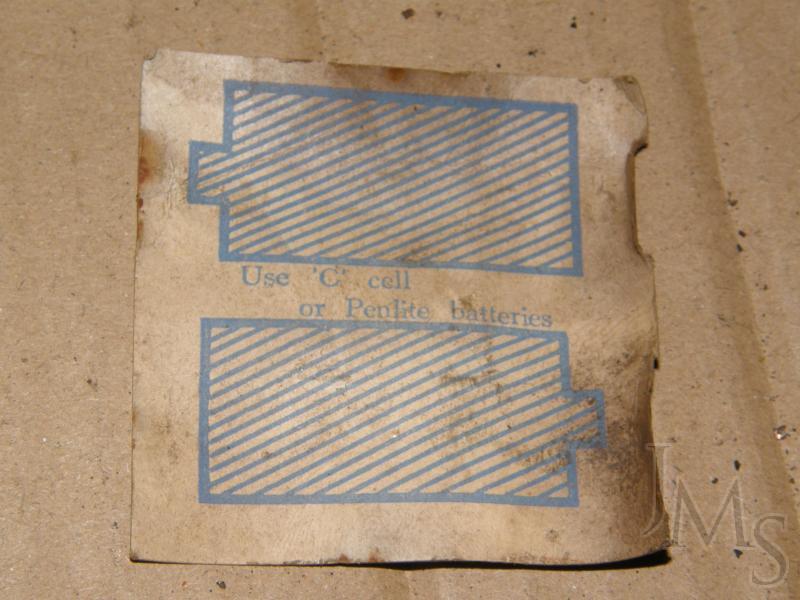 Use 'C' cell
or Penlite batteries
JMS